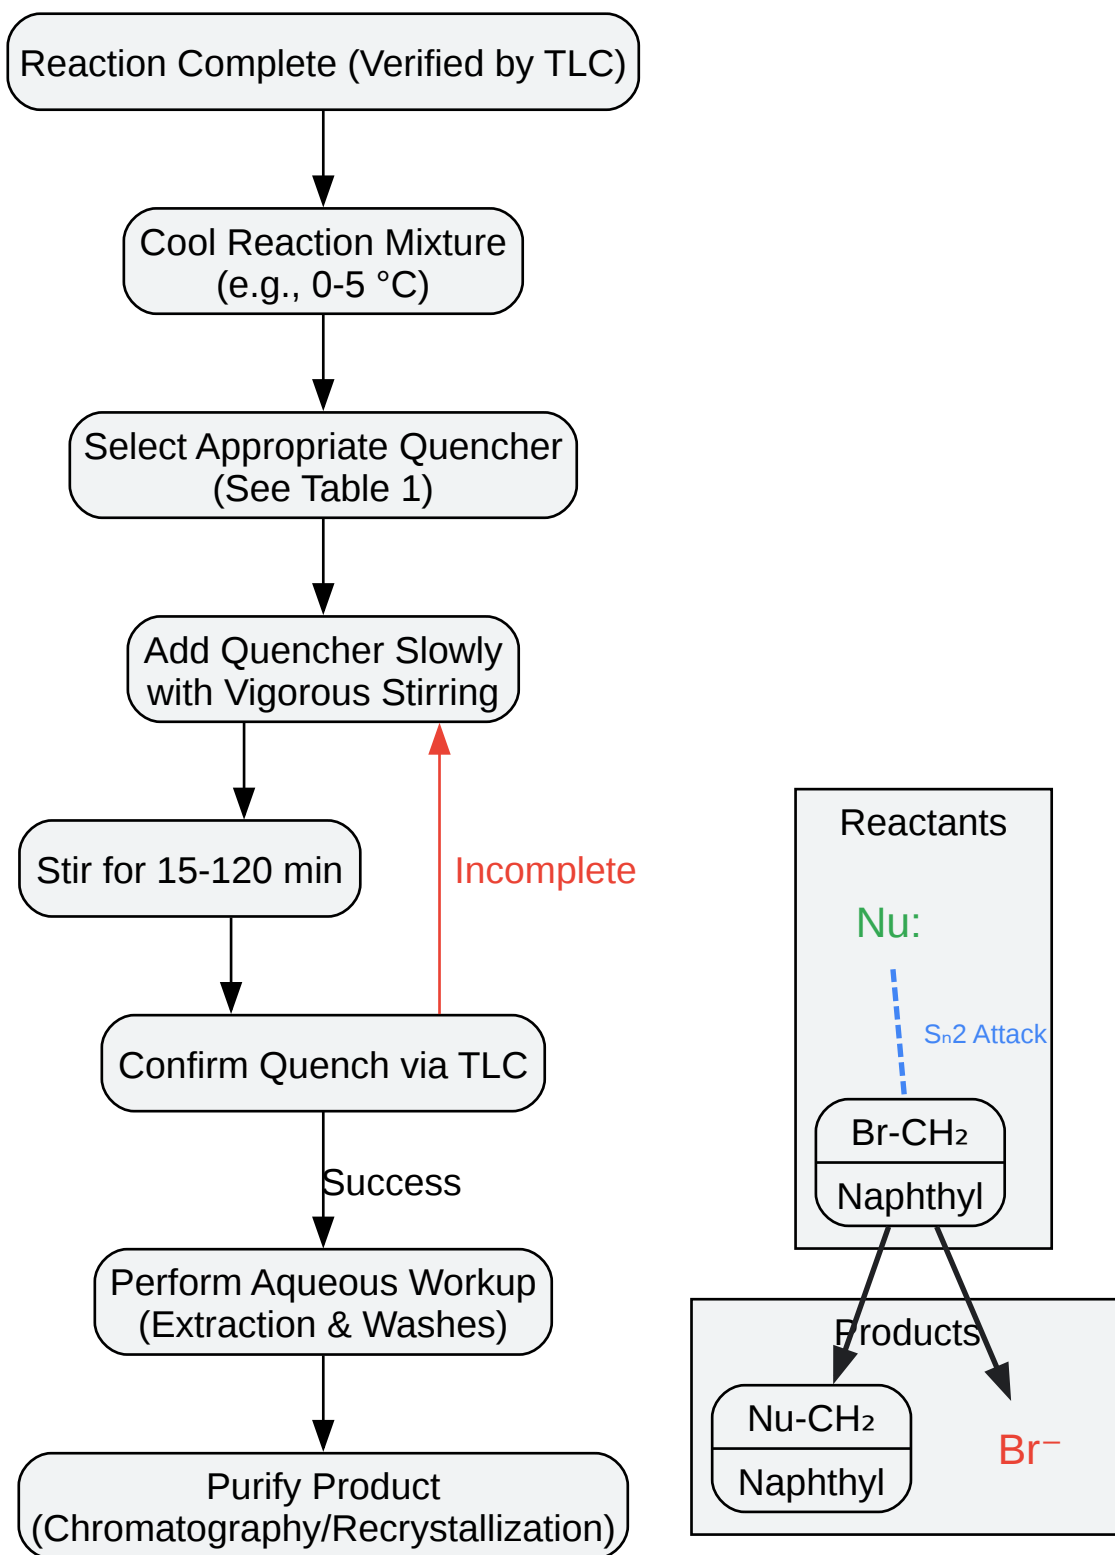 Reaction Complete (Verified by TLC)
Cool Reaction Mixture
(e.g., 0-5 °C)
Select Appropriate Quencher
(See Table 1)
Add Quencher Slowly
with Vigorous Stirring
Stir for 15-120 min
Incomplete
Confirm Quench via TLC
Success
Perform Aqueous Workup
(Extraction & Washes)
Purify Product
(Chromatography/Recrystallization)
Reactants
Nu:
Sₙ2 Attack
Br-CH₂
Naphthyl
Products
Nu-CH₂
Naphthyl
Br⁻